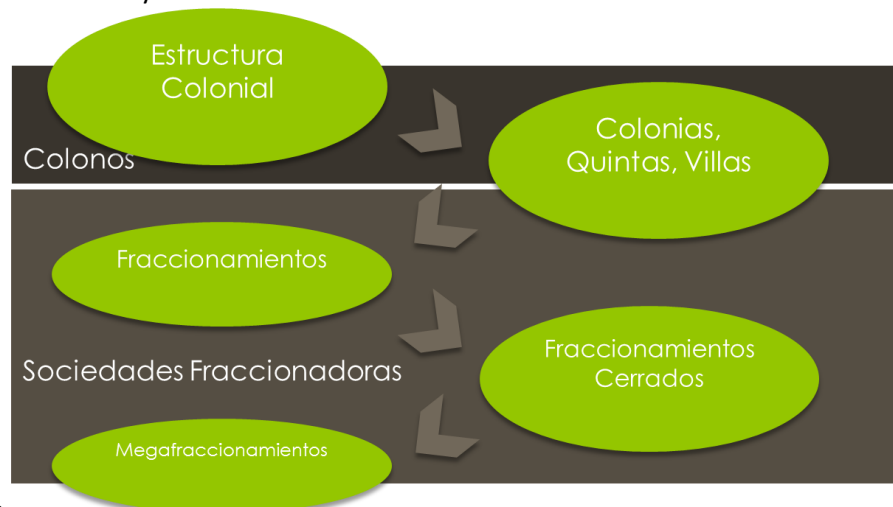 Estructura
Colonial
Colonos
Colonias,
Quintas, Villas
Fraccionamientos
Fraccionamientos
Cerrados
Sociedades Fraccionadoras
Megafraccionamientos